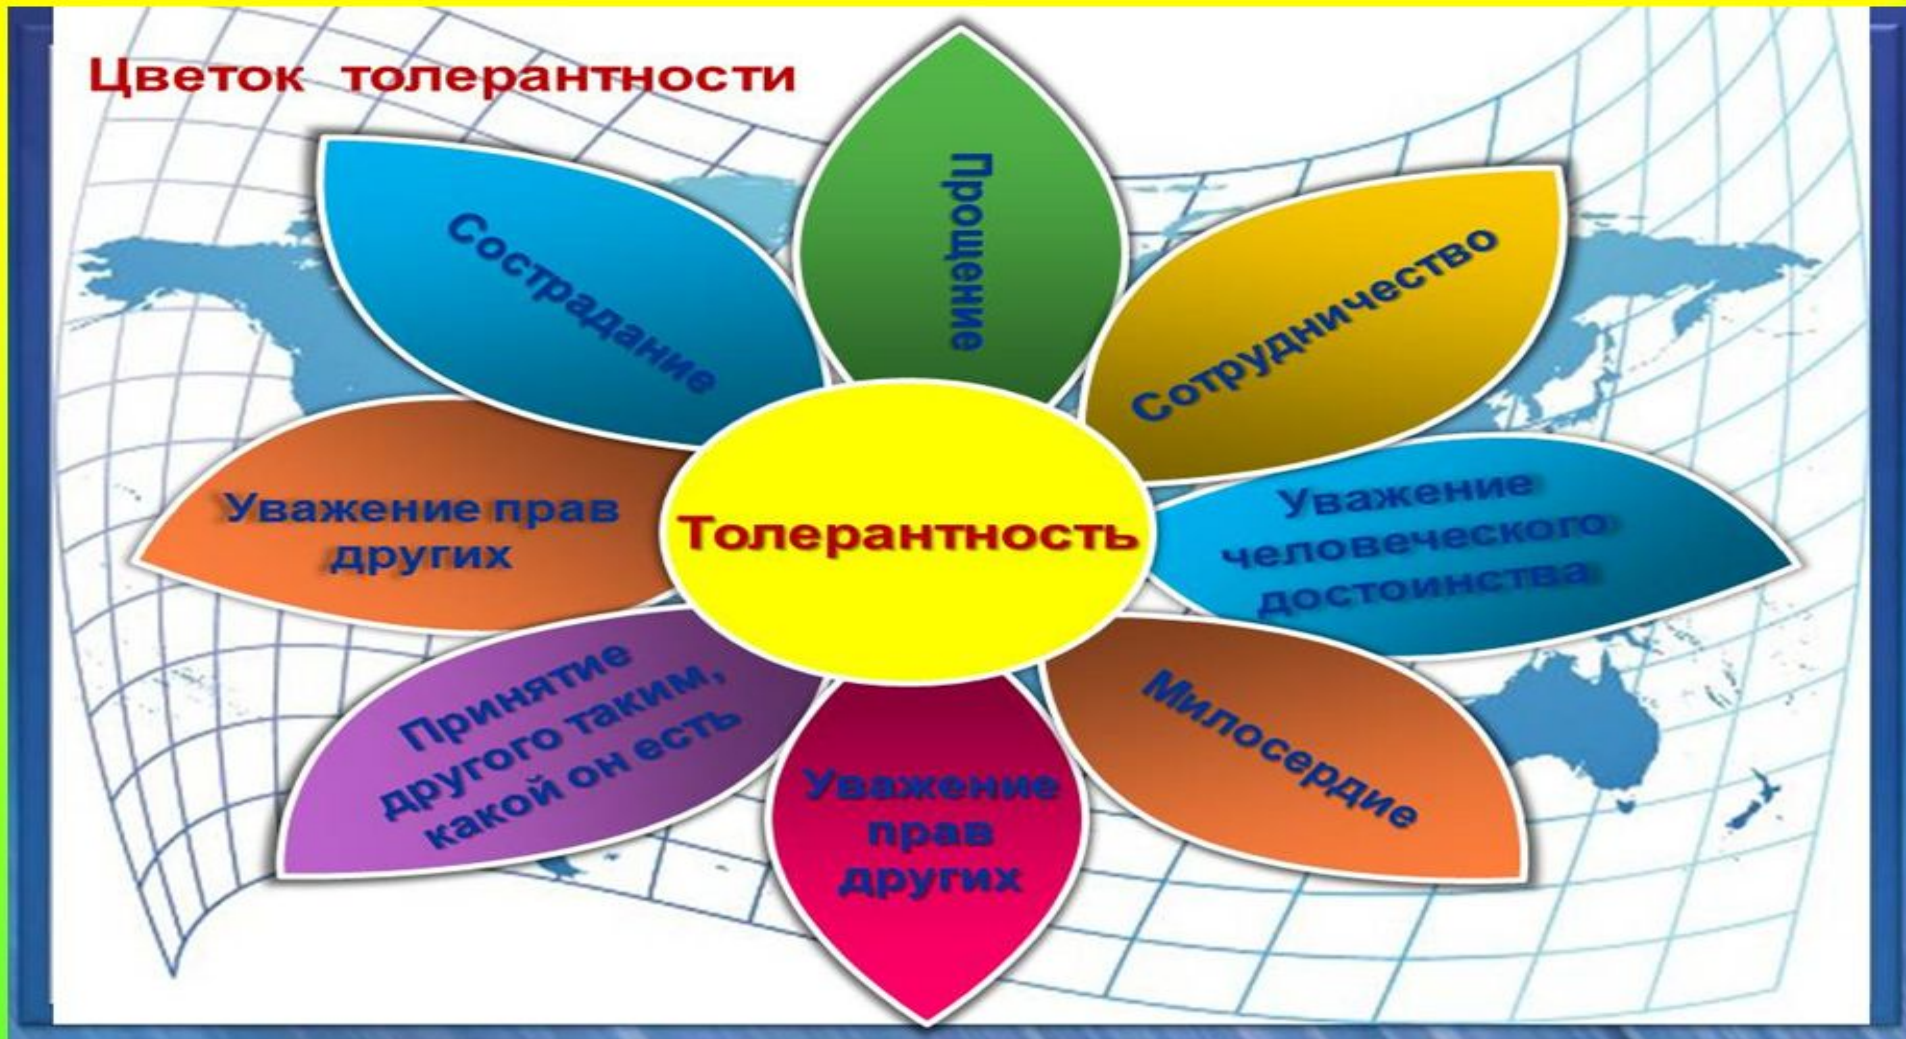 Цветок толерантности
Прощение
Сострадание
Сотрудничество
Уважение прав
других
Толерантность
Уважение
человеческого
достоинства
Принятие
другого таким,
какой он есть
Милосердие
Уважение
прав
других